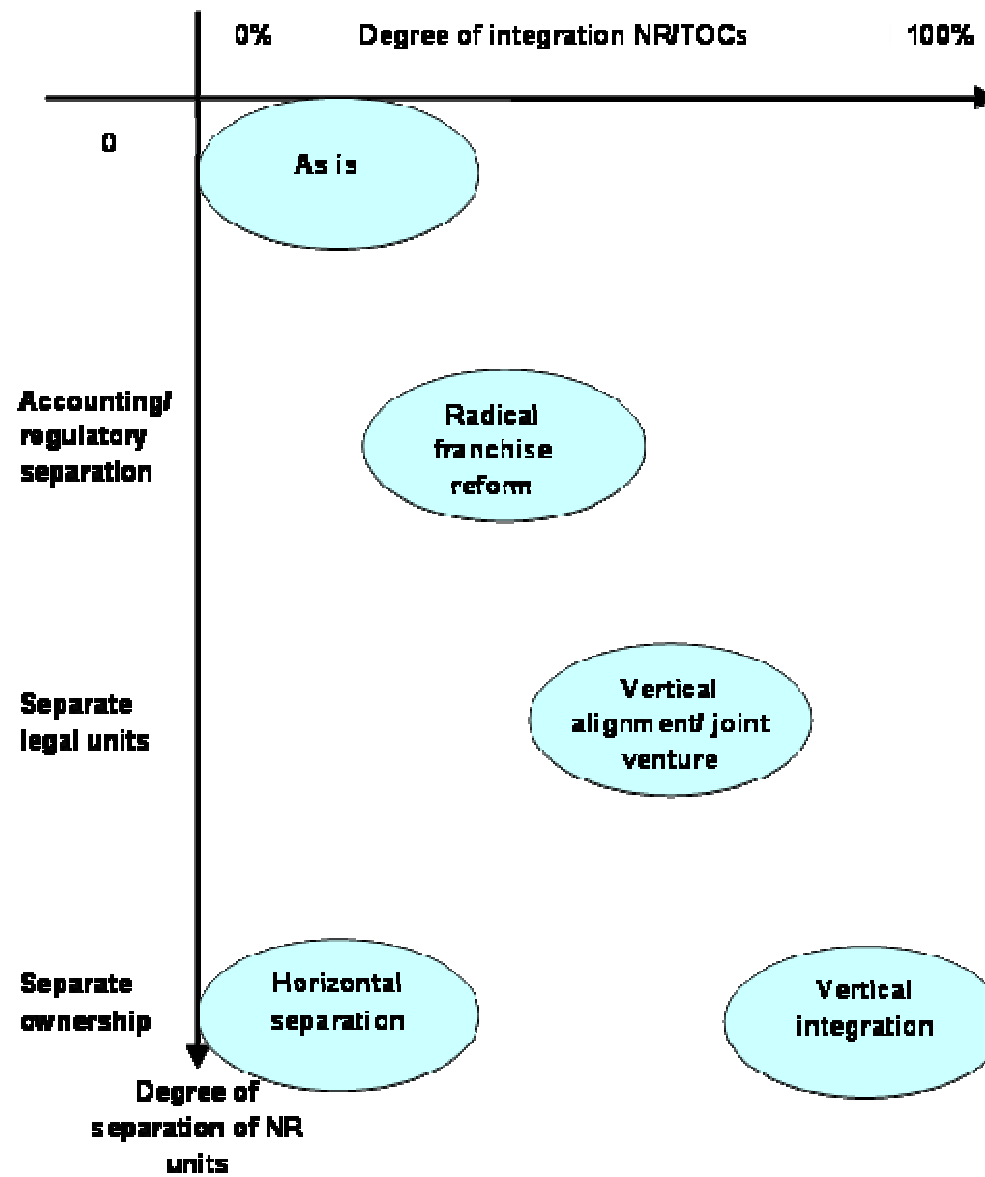 0% Degree of integration NR/TOCs 100%
0
As is
Accounting/
regulatory
separation
Radical
franchise
reform
Separate
legal units
Vertical
alignment/ joint
venture
Separate
ownership
Horizontal
separation
Vertical
integration
Degree of
separation of NR
units